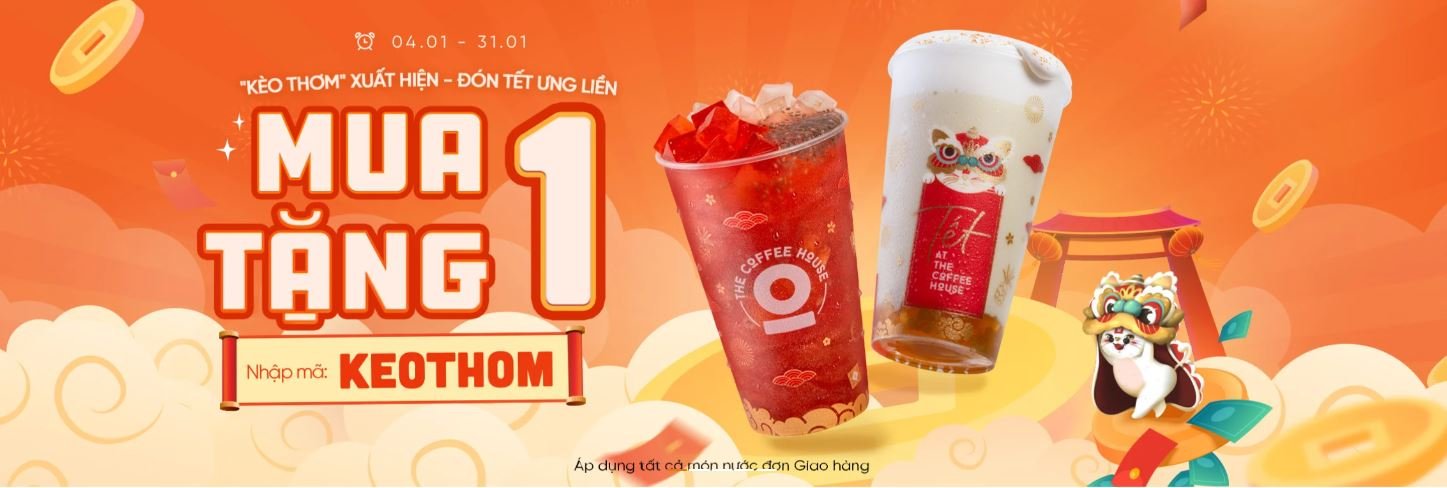 04.01 - 31.01
"KÈO THƠM" XUẤT HIỆN - ĐÓN TẾT ƯNG LIỀN
MUA 1
TẶNG
Nhập mã: KEOTHOM
THE COFFEE HOUSE
Tết
AT
THE
COFFEE
HOUSE
Áp dụng tất cả món nước đơn Giao hàng